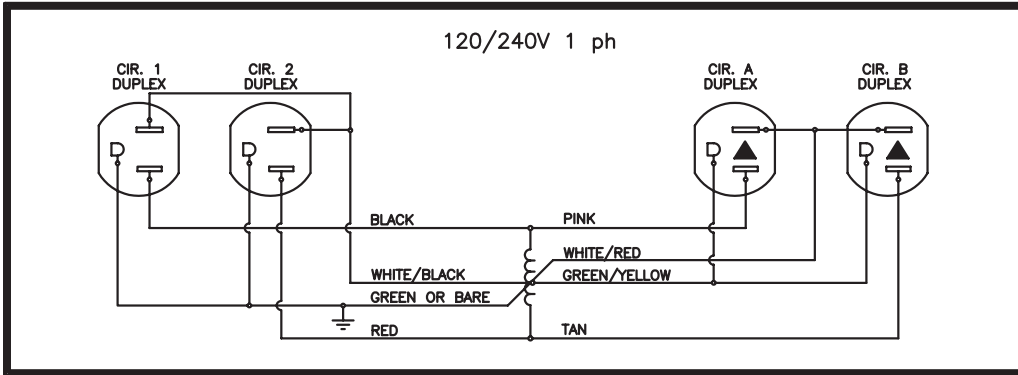 120/240V 1 ph
CIR. 1
DUPLEX
CIR. 2
DUPLEX
CIR. A
DUPLEX
CIR. B
DUPLEX
BLACK
PINK
WHITE/RED
WHITE/BLACK
GREEN/YELLOW
GREEN OR BARE
RED
TAN